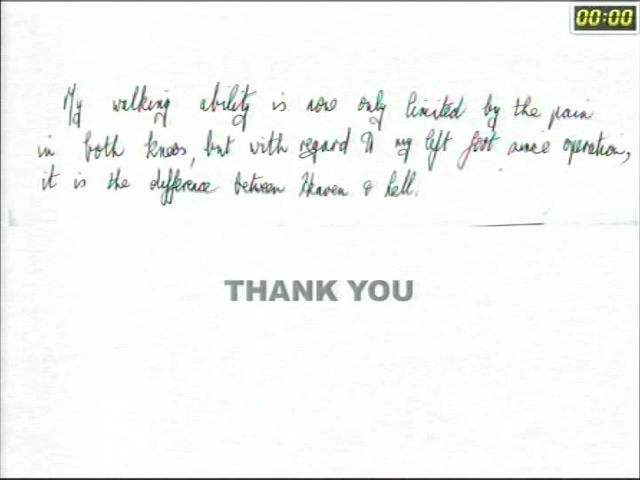 00:00
My walking ability is now only limited by the pain
in both knees, but with regard to my left foot since operation,
it is the difference between Heaven & hell.
THANK YOU